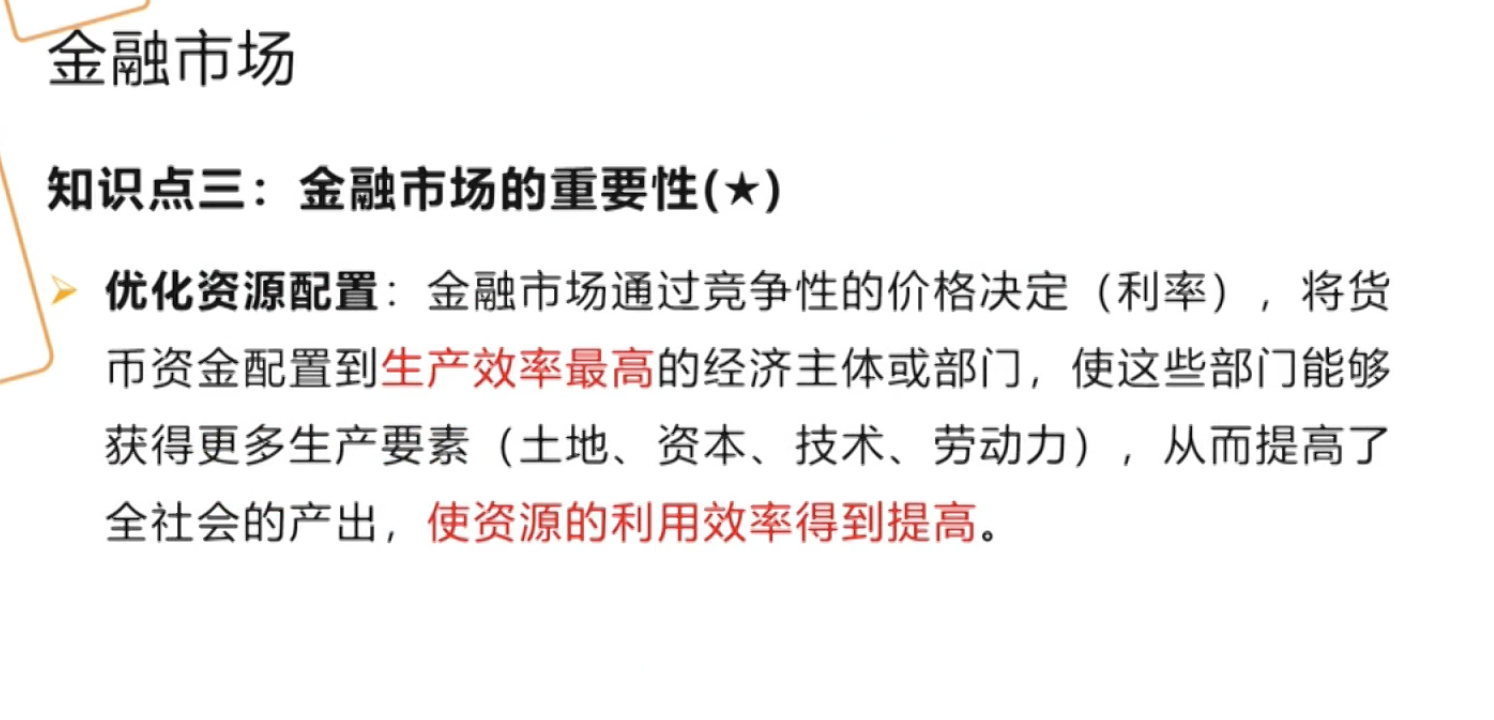 金融市场
知识点三：金融市场的重要性(★)
优化资源配置：金融市场通过竞争性的价格决定（利率），将货
币资金配置到生产效率最高的经济主体或部门，使这些部门能够
获得更多生产要素（土地、资本、技术、劳动力），从而提高了
全社会的产出，使资源的利用效率得到提高。